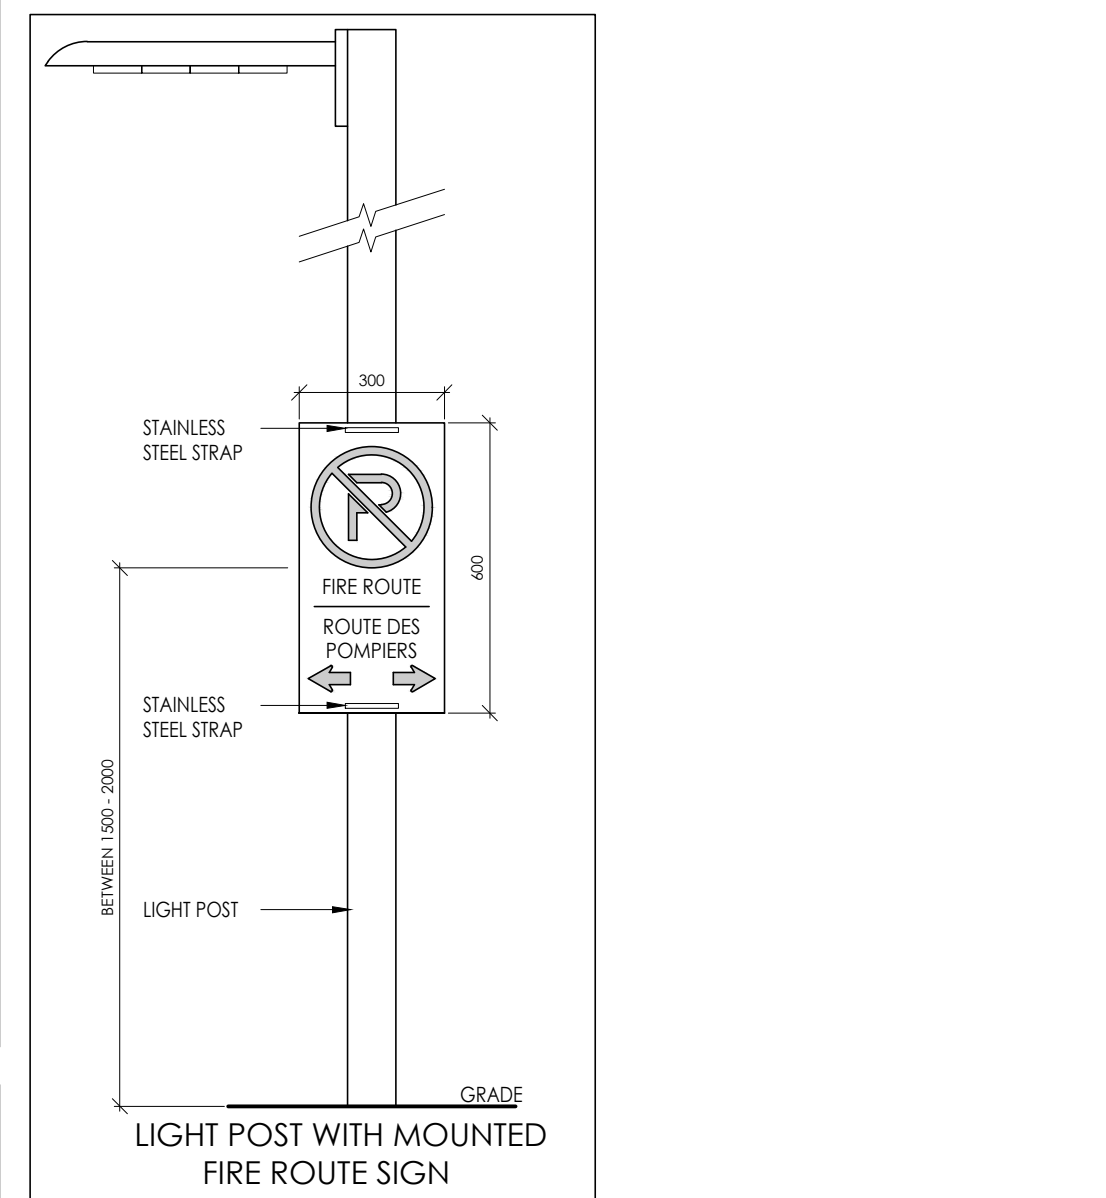 300
STAINLESS
STEEL STRAP
P
600
FIRE ROUTE
ROUTE DES
POMPIERS
STAINLESS
STEEL STRAP
BETWEEN 1500 - 2000
LIGHT POST
GRADE
LIGHT POST WITH MOUNTED
FIRE ROUTE SIGN